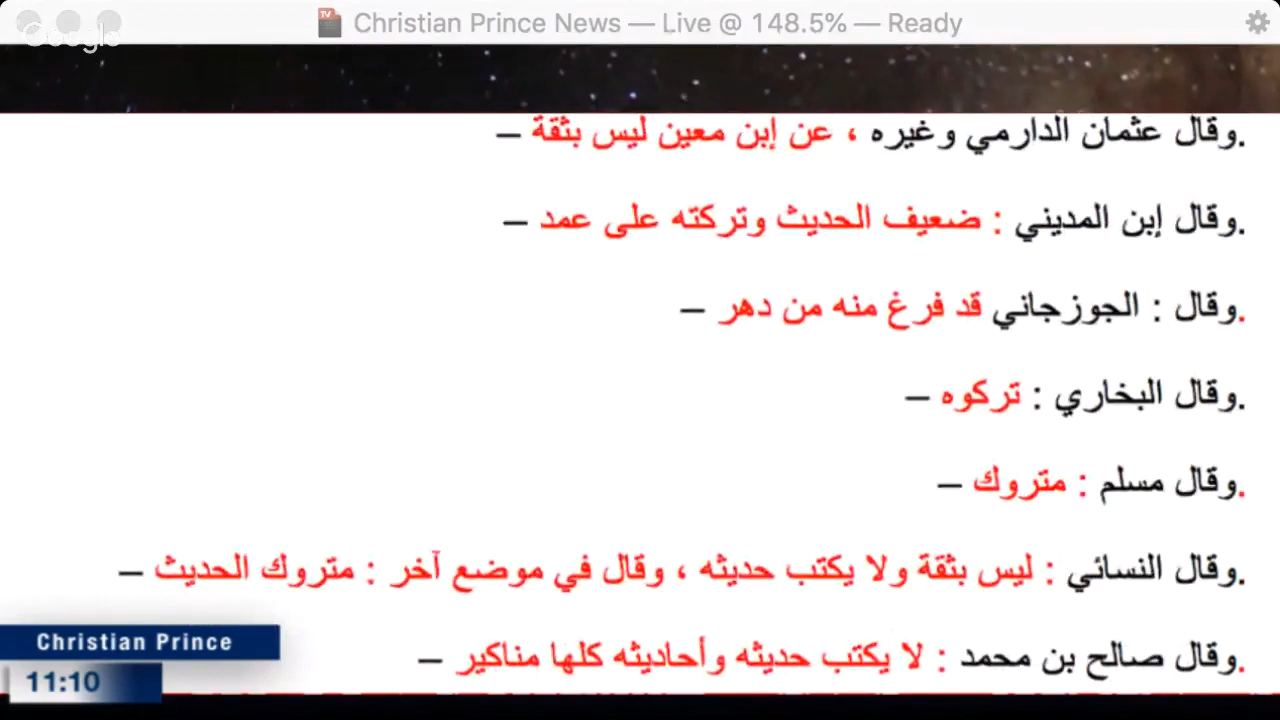 Christian Prince News — Live @ 148.5% — Ready
Google
.وقال عثمان الدارمي وغيره ، عن إبن معين ليس بثقة –
.وقال إبن المديني : ضعيف الحديث وتركته على عمد –
.وقال : الجوزجاني قد فرغ منه من دهر –
.وقال البخاري : تركوه –
.وقال مسلم : متروك –
.وقال النسائي : ليس بثقة ولا يكتب حديثه ، وقال في موضع آخر : متروك الحديث –
.وقال صالح بن محمد : لا يكتب حديثه وأحاديثه كلها مناكير –
Christian Prince
11:10